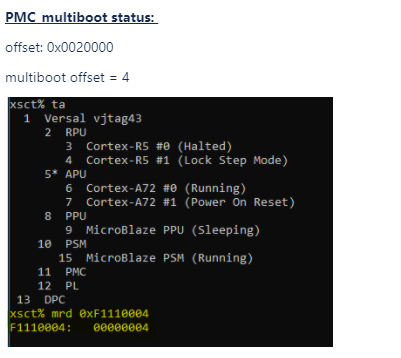 PMC multiboot status:
offset: 0x0020000
multiboot offset = 4
xsct% ta
1 Versal vjtag43
2 RPU
3 Cortex-R5 #0 (Halted)
4 Cortex-R5 #1 (Lock Step Mode)
5* APU
6 Cortex-A72 #0 (Running)
7 Cortex-A72 #1 (Power On Reset)
8 PPU
9 MicroBlaze PPU (Sleeping)
10 PSM
15 MicroBlaze PSM (Running)
11 PMC
12 PL
13 DPC
xsct% mrd 0xF1110004
F1110004: 00000004